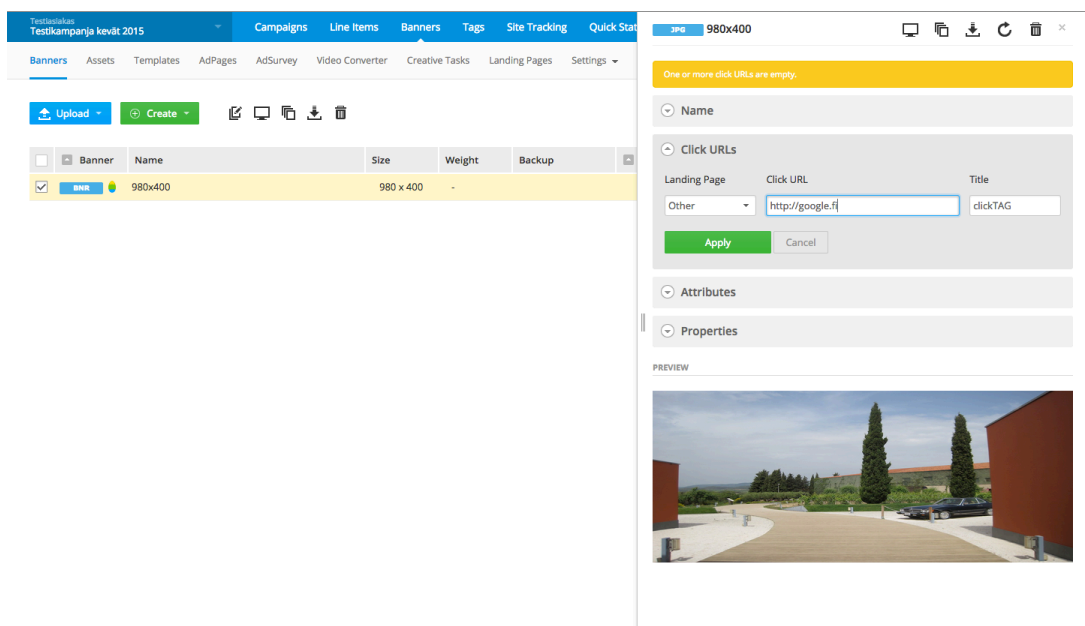 Testiasiakas
Testikampanja kevät 2015
Campaigns Line Items Banners Tags Site Tracking Quick Stat
Banners Assets Templates AdPages AdSurvey Video Converter Creative Tasks Landing Pages Settings
Upload Create
Banner Name Size Weight Backup
BNR 980x400 980 x 400 -
JPG 980x400
One or more click URLs are empty.
Name
Click URLs
Landing Page Click URL Title
Other http://google.fi clickTAG
Apply Cancel
Attributes
Properties
PREVIEW